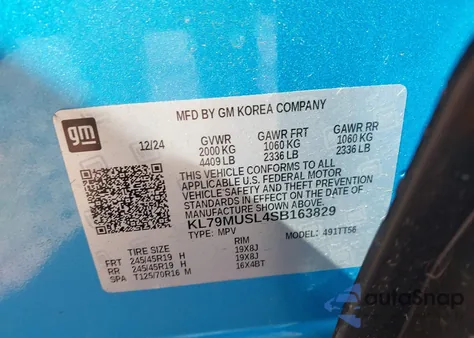 MFD BY GM KOREA COMPANY
gm 12/24 GVWR GAWR FRT GAWR RR
2000 KG 1060 KG 1060 KG
4409 LB 2336 LB 2336 LB
THIS VEHICLE CONFORMS TO ALL
APPLICABLE U.S. FEDERAL MOTOR
VEHICLE SAFETY AND THEFT PREVENTION
STANDARDS IN EFFECT ON THE DATE OF
MANUFACTURE SHOWN ABOVE.
KL79MUSL4SB163829
TYPE: MPV MODEL: 491TT56
TIRE SIZE RIM
FRT 245/45R19 H 19X8J
RR 245/45R19 H 19X8J
SPA T125/70R16 M 16X4BT
autoSnap